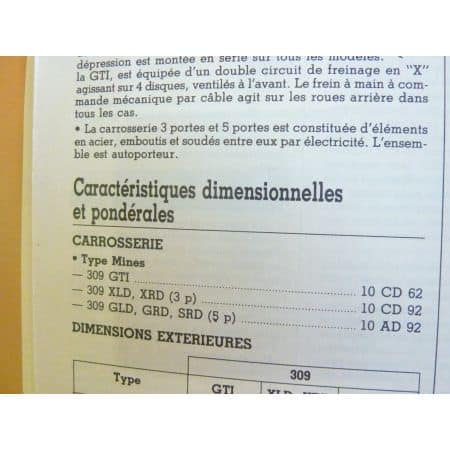 dépression est montée en série sur tous les modèles.
la GTI, est équipée d'un double circuit de freinage en "X"
agissant sur 4 disques, ventilés à l'avant. Le frein à main à com-
mande mécanique par câble agit sur les roues arrière dans
tous les cas.
• La carrosserie 3 portes et 5 portes est constituée d'éléments
en acier, emboutis et soudés entre eux par électricité. L'ensem-
ble est autoporteur.
Caractéristiques dimensionnelles
et pondérales
CARROSSERIE
• Type Mines
— 309 GTI ........ 10 CD 62
— 309 XLD, XRD (3 p) ........ 10 CD 92
— 309 GLD, GRD, SRD (5 p) ........ 10 AD 92
DIMENSIONS EXTERIEURES
309
Type
GTI